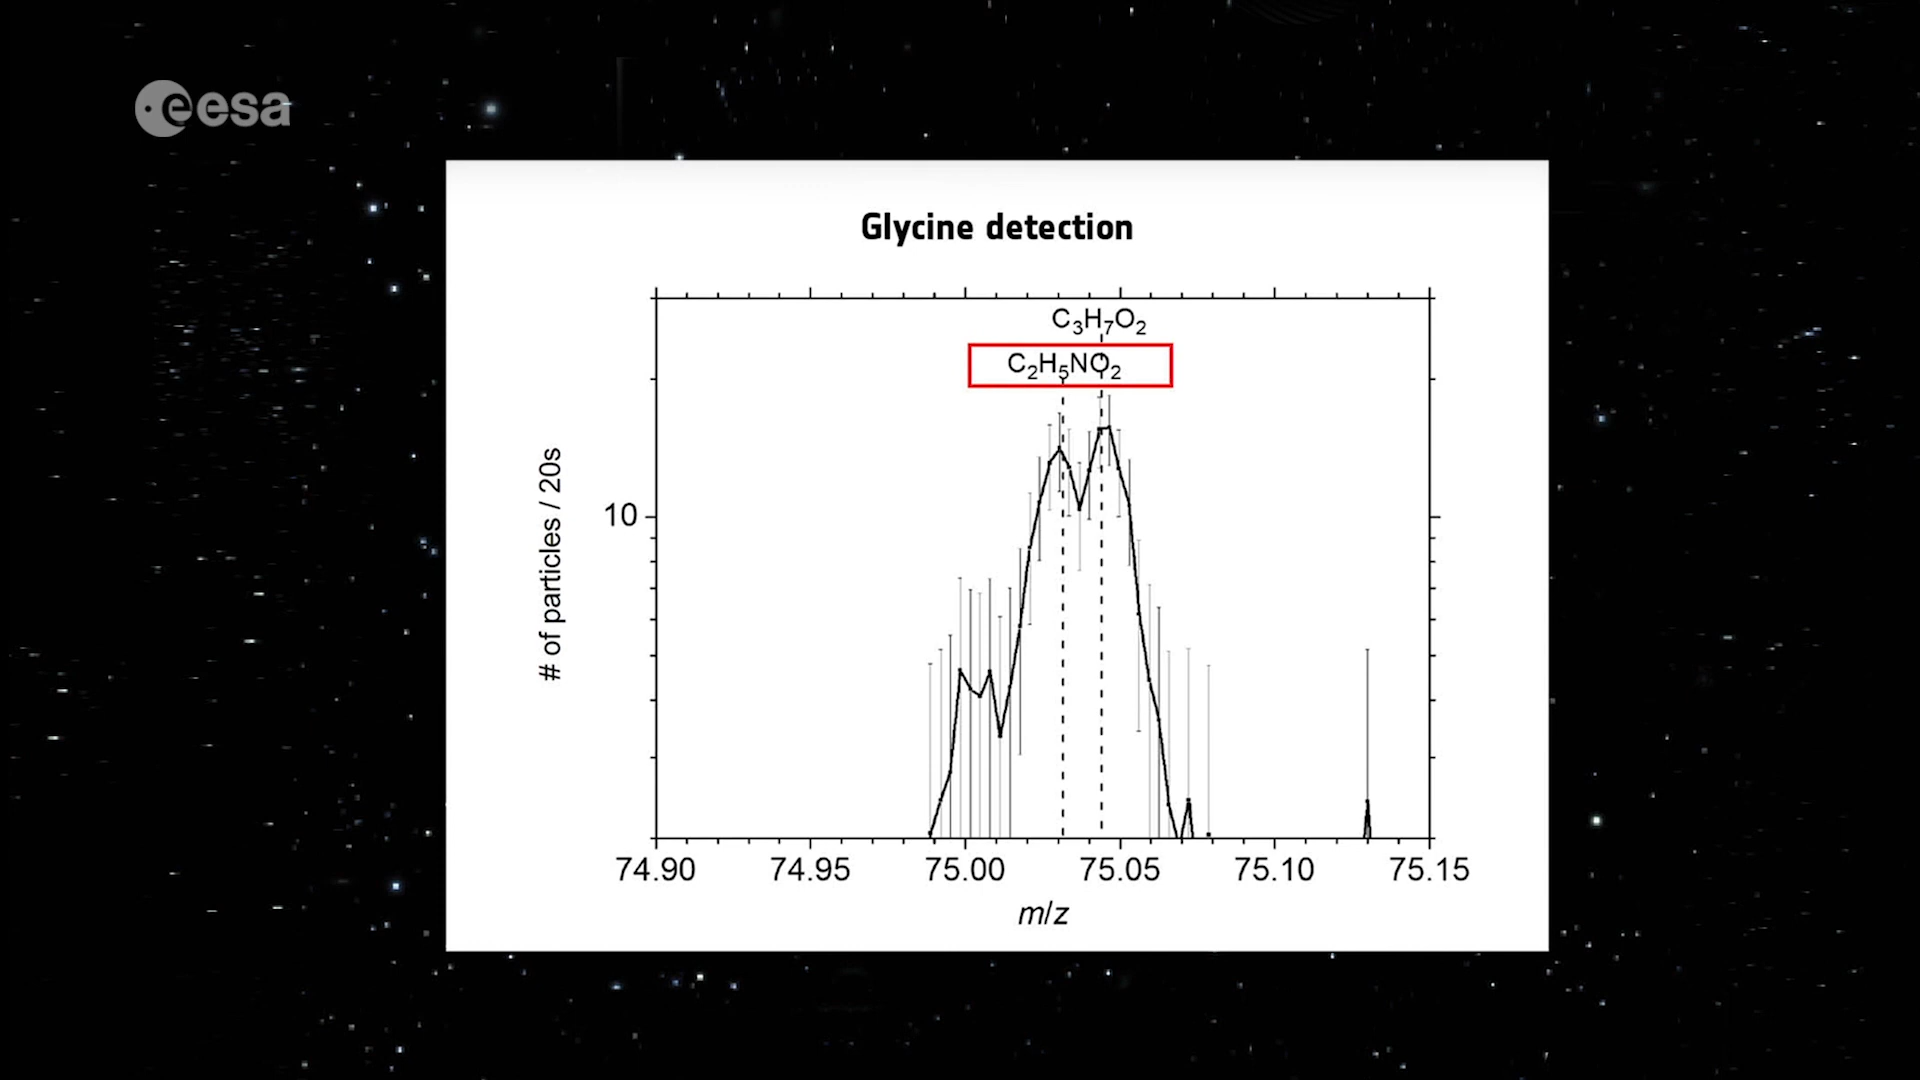 eesa
Glycine detection
C₃H₇O₂
C₂H₅NO₂
# of particles / 20s
10
74.90 74.95 75.00 75.05 75.10 75.15
m/z